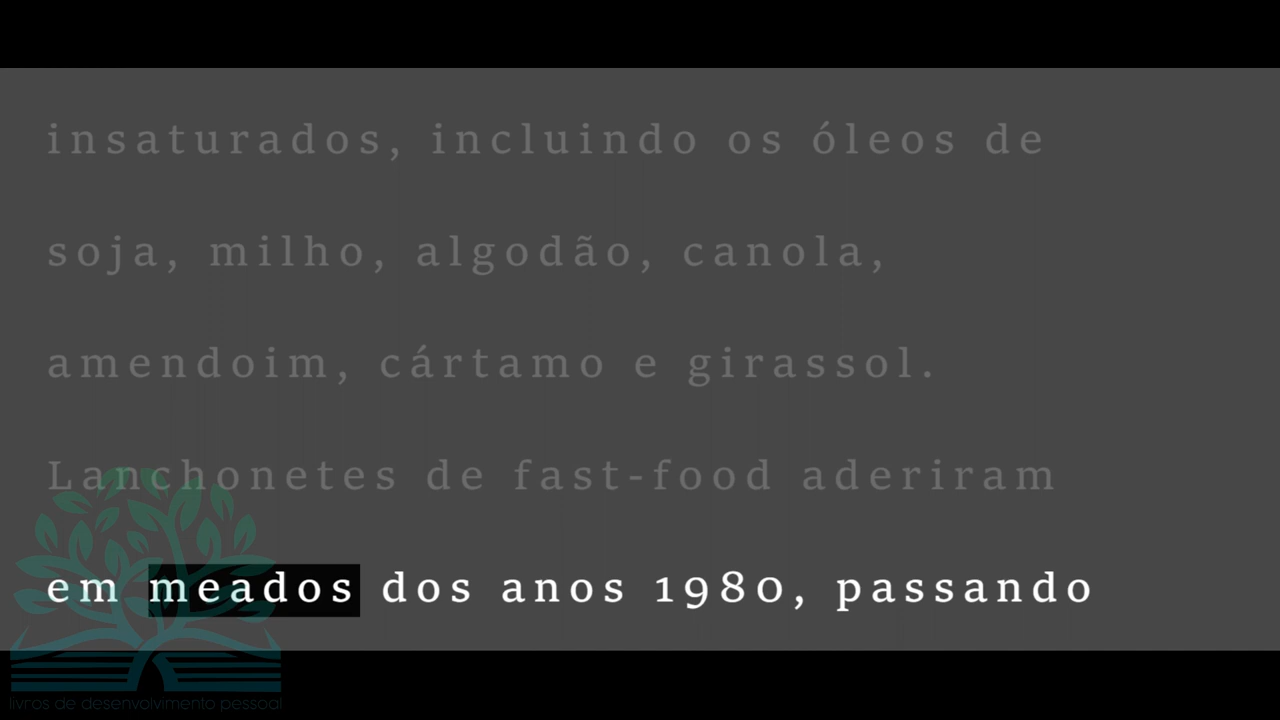 insaturados, incluindo os óleos de
soja, milho, algodão, canola,
amendoim, cártamo e girassol.
Lanchonetes de fast-food aderiram
em meados dos anos 1980, passando
livros de desenvolvimento pessoal